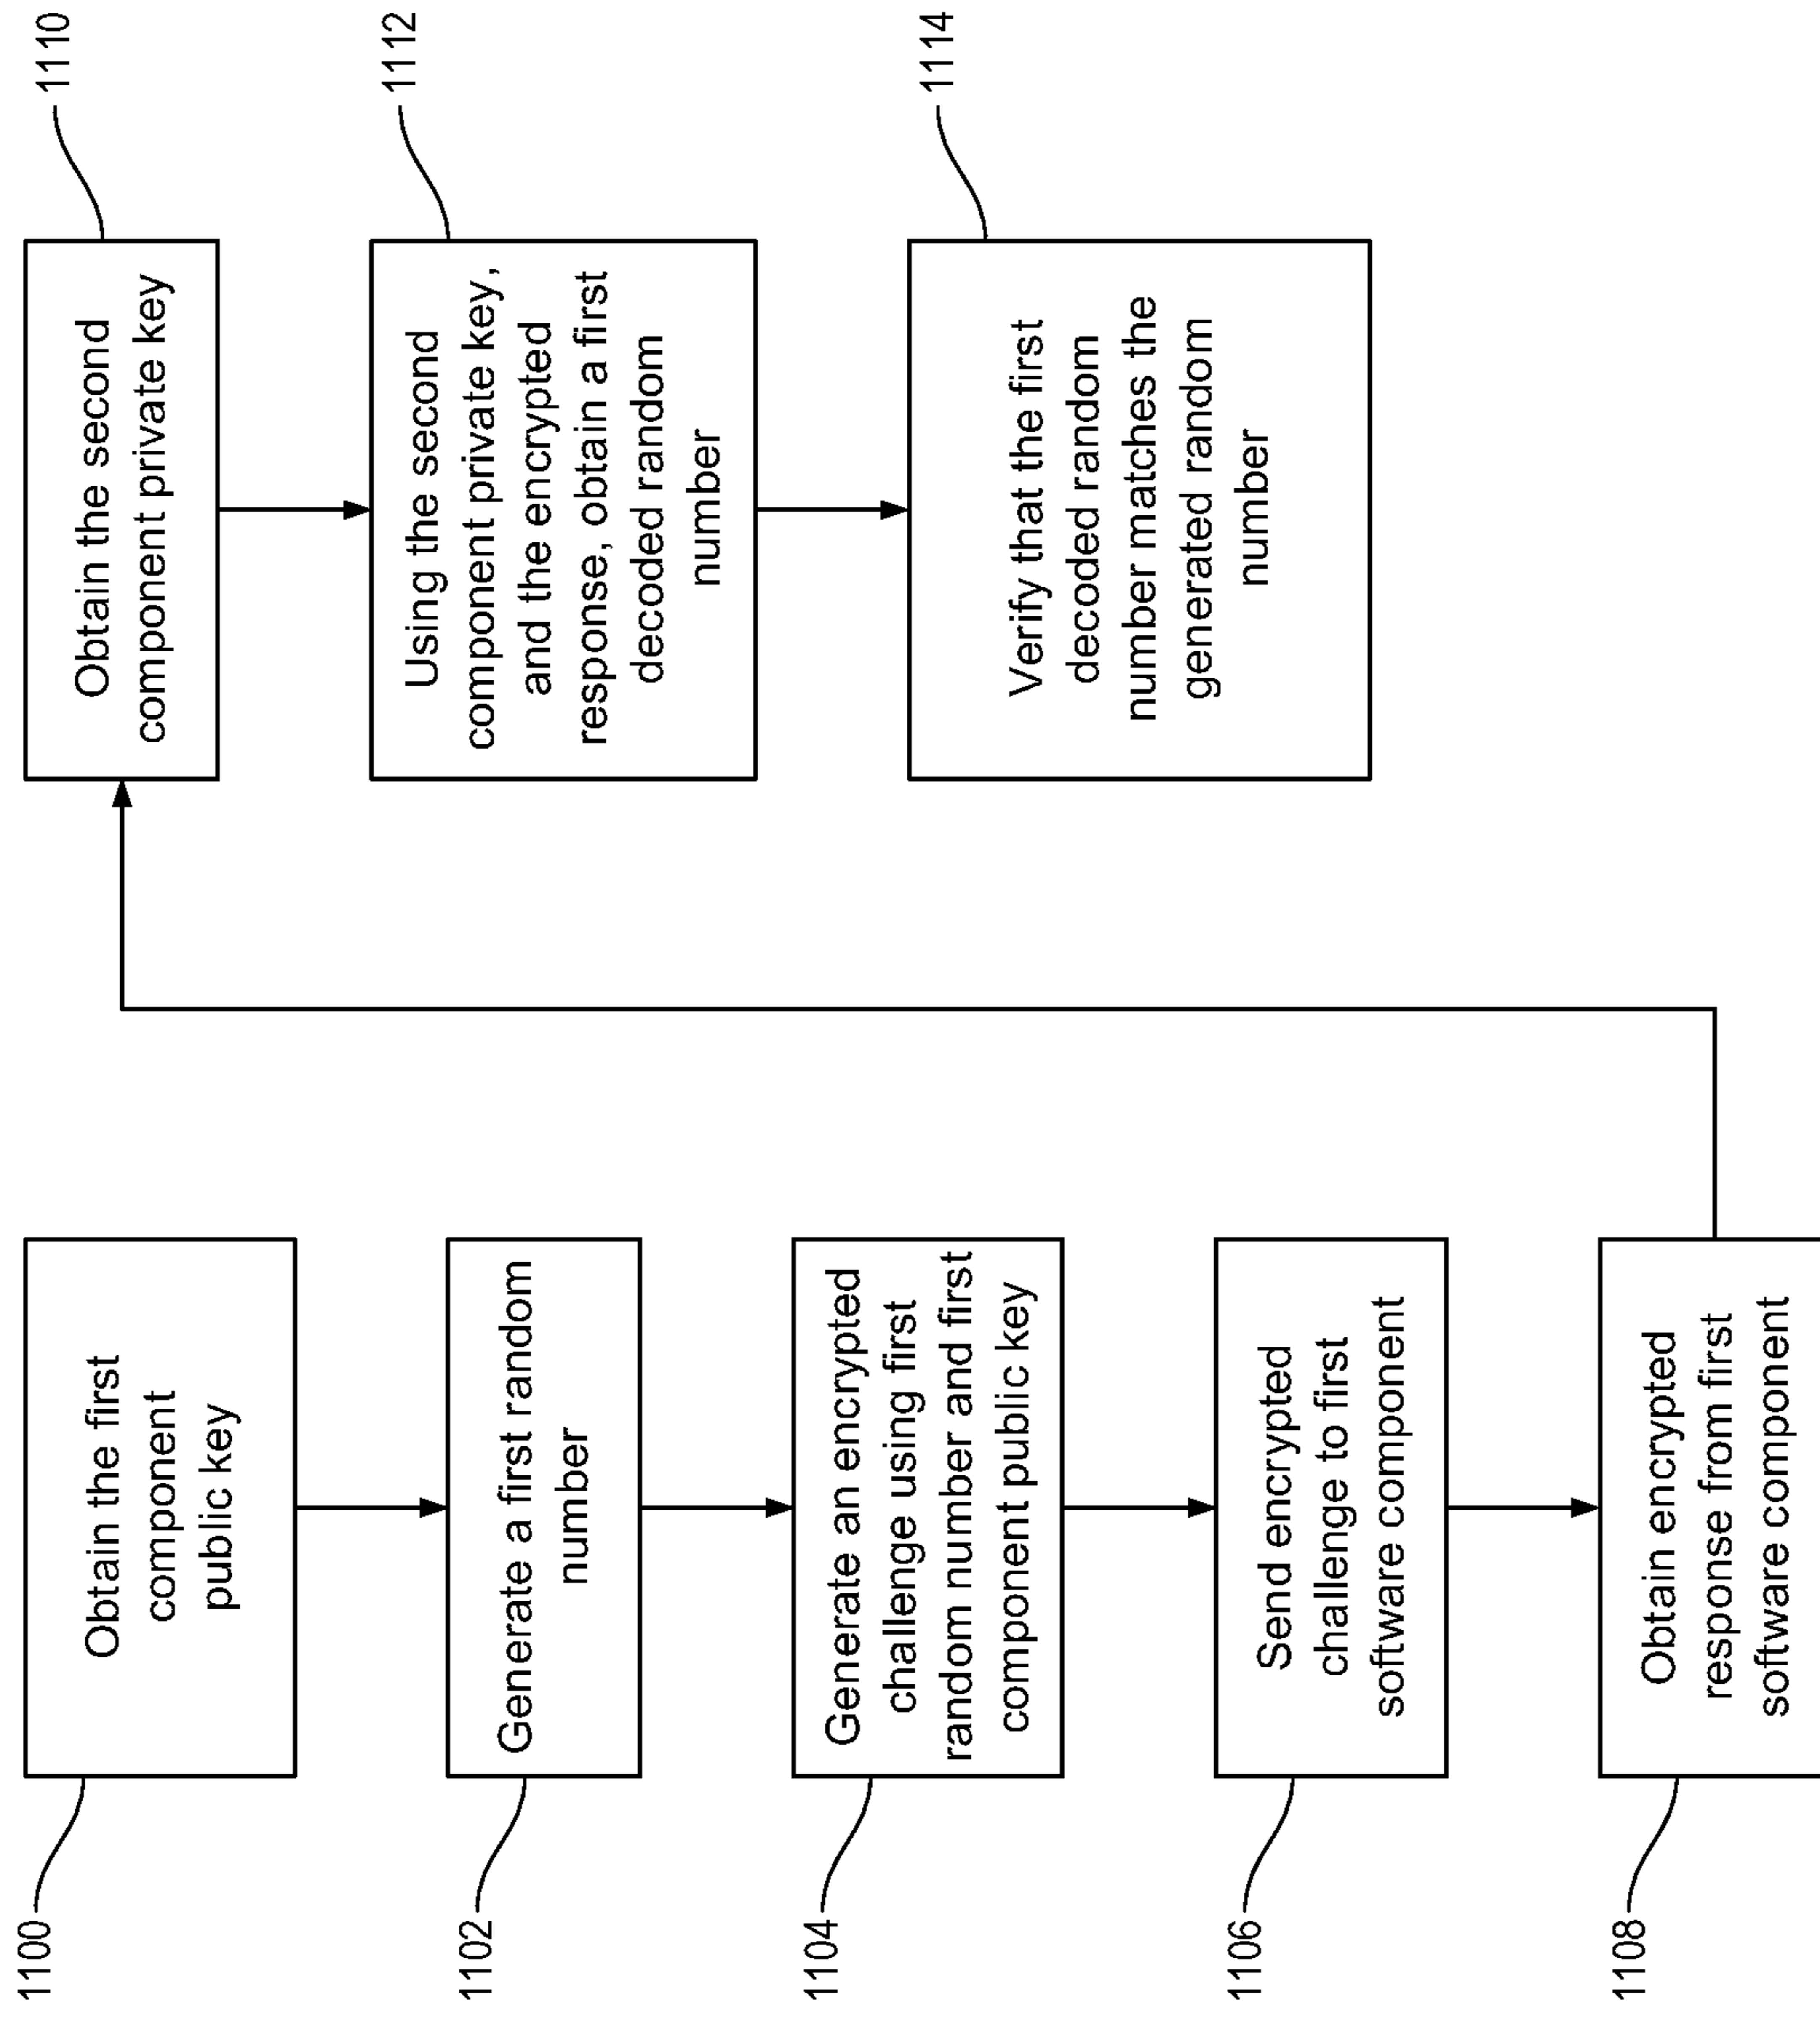 1100
Obtain the first
component
public key
1102
Generate a first random
number
1104
Generate an encrypted
challenge using first
random number and first
component public key
1106
Send encrypted
challenge to first
software component
1108
Obtain encrypted
response from first
software component
1110
Obtain the second
component private key
1112
Using the second
component private key,
and the encrypted
response, obtain a first
decoded random
number
1114
Verify that the first
decoded random
number matches the
generated random
number